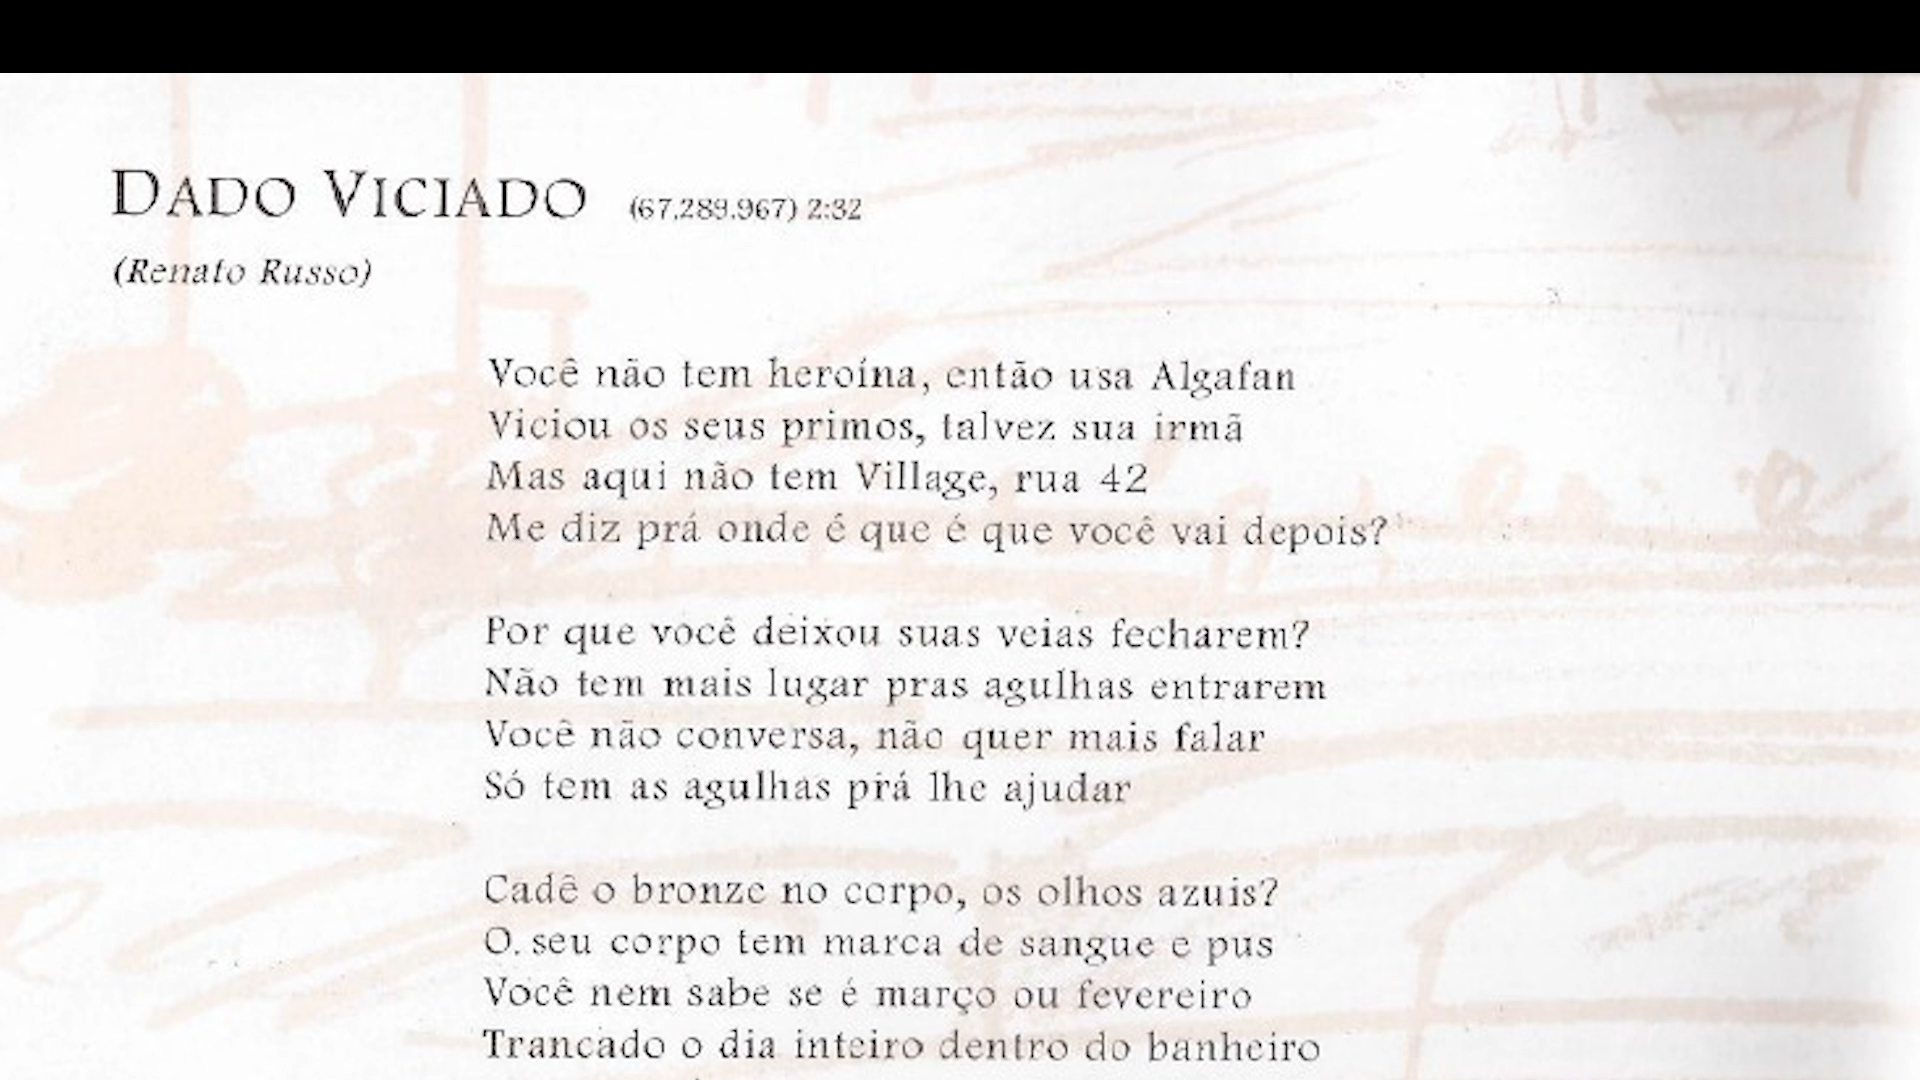 DADO VICIADO (67.289.967) 2:32
(Renato Russo)
Você não tem heroína, então usa Algafan
Viciou os seus primos, talvez sua irmã
Mas aqui não tem Village, rua 42
Me diz prá onde é que é que você vai depois?
Por que você deixou suas veias fecharem?
Não tem mais lugar pras agulhas entrarem
Você não conversa, não quer mais falar
Só tem as agulhas prá lhe ajudar
Cadê o bronze no corpo, os olhos azuis?
O seu corpo tem marca de sangue e pus
Você nem sabe se é março ou fevereiro
Trancado o dia inteiro dentro do banheiro